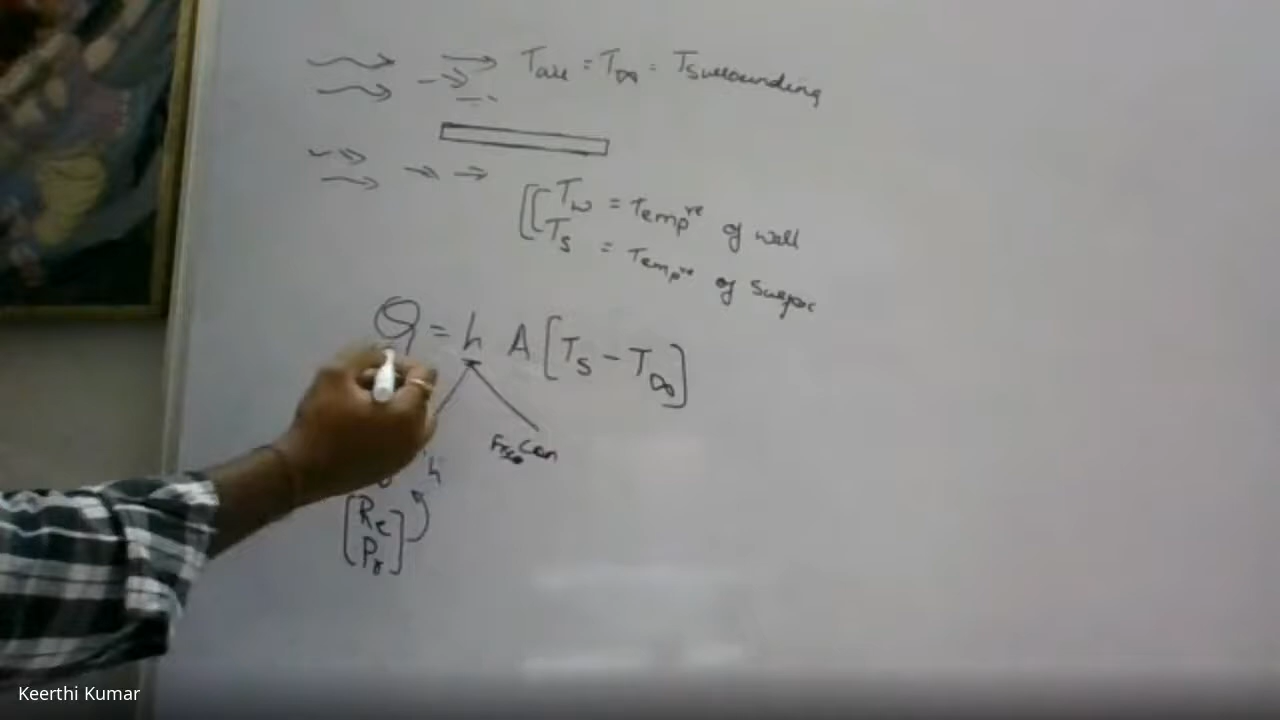 Tair = T∞ = Tsurrounding
Tw = Tempre of wall
Ts = Tempre of Surface
Q = h A [Ts - T∞]
Free Con
h
[Re
Pr]
Keerthi Kumar